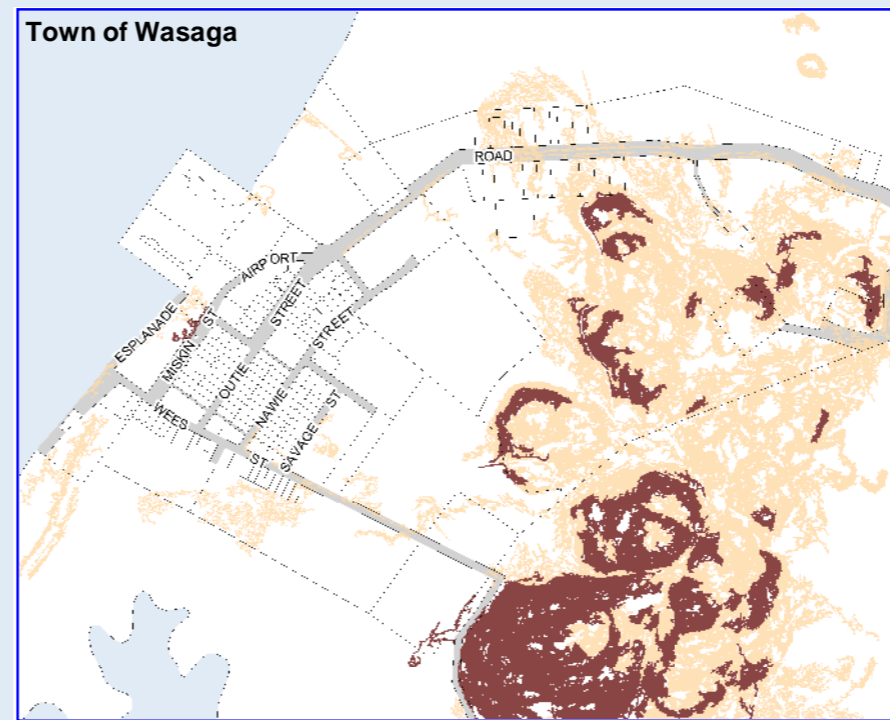 Town of Wasaga
ROAD
AIRPORT
ESPLANADE
MISKIN ST
OUTIE STREET
NAWIE STREET
WEES ST
SAVAGE ST